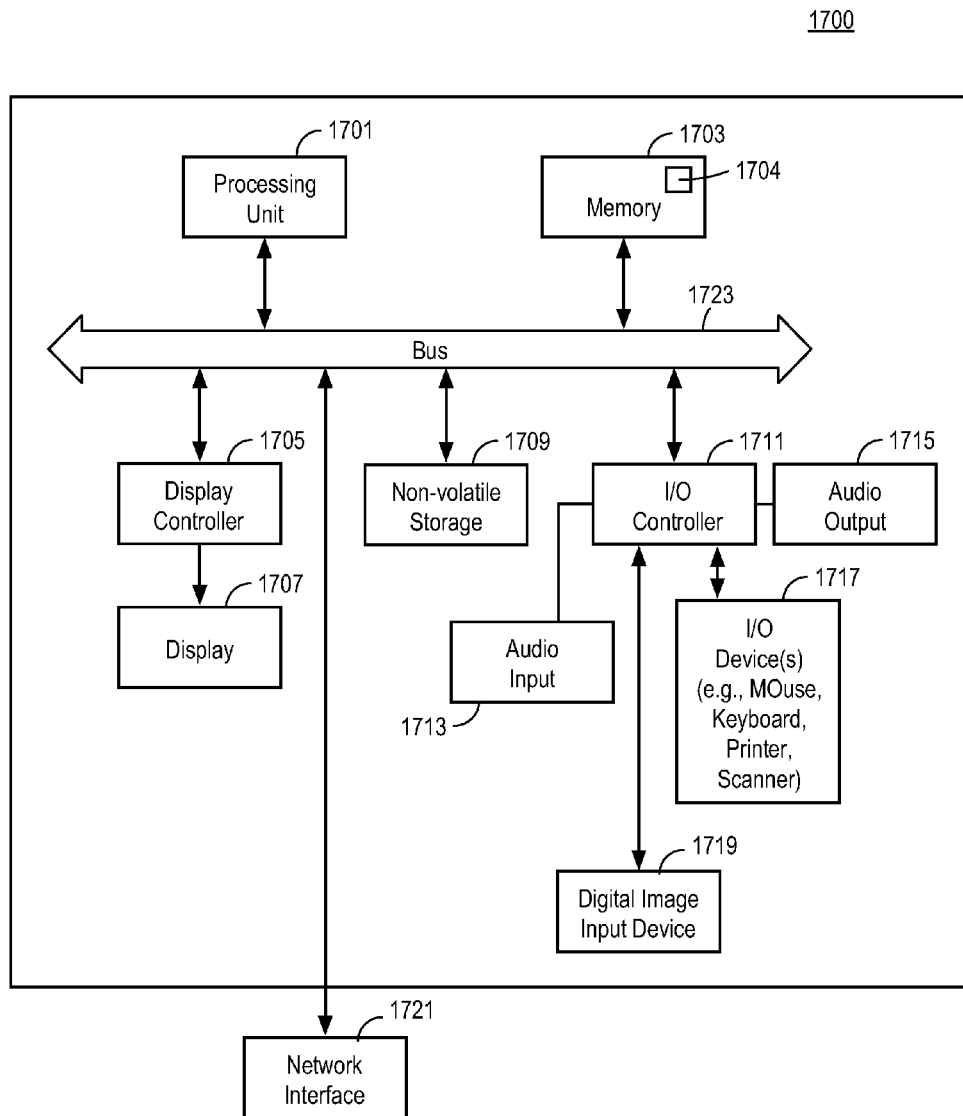 1700
1701
Processing
Unit
1703
1704
Memory
1723
Bus
1705
Display
Controller
1709
Non-volatile
Storage
1711
I/O
Controller
1715
Audio
Output
1707
Display
Audio
Input
1713
1717
I/O
Device(s)
(e.g., MOuse,
Keyboard,
Printer,
Scanner)
1719
Digital Image
Input Device
1721
Network
Interface